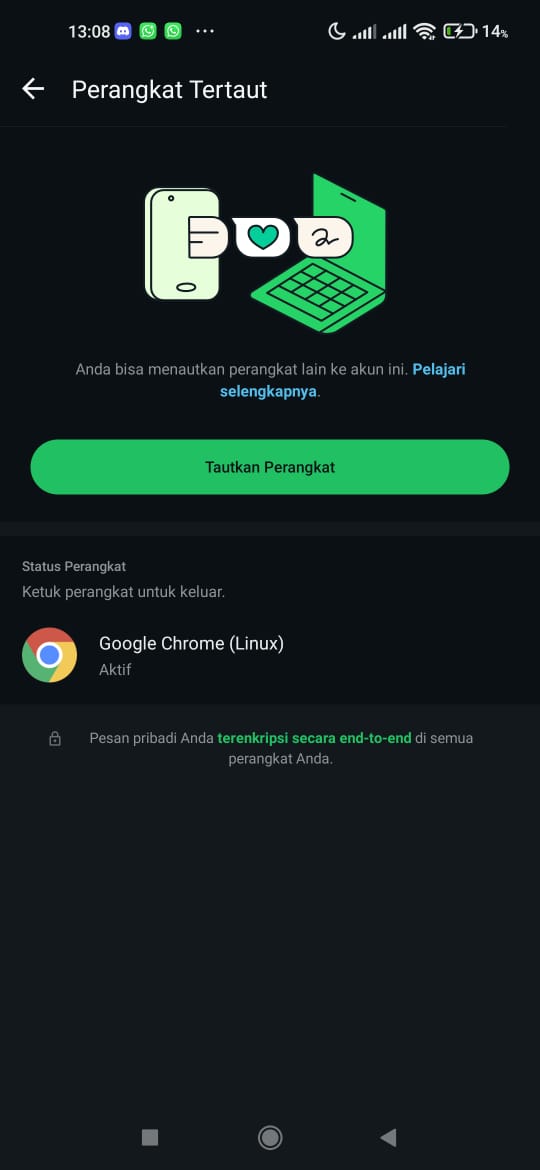 13:08 ... 14%
Perangkat Tertaut
Anda bisa menautkan perangkat lain ke akun ini. Pelajari
selengkapnya.
Tautkan Perangkat
Status Perangkat
Ketuk perangkat untuk keluar.
Google Chrome (Linux)
Aktif
Pesan pribadi Anda terenkripsi secara end-to-end di semua
perangkat Anda.